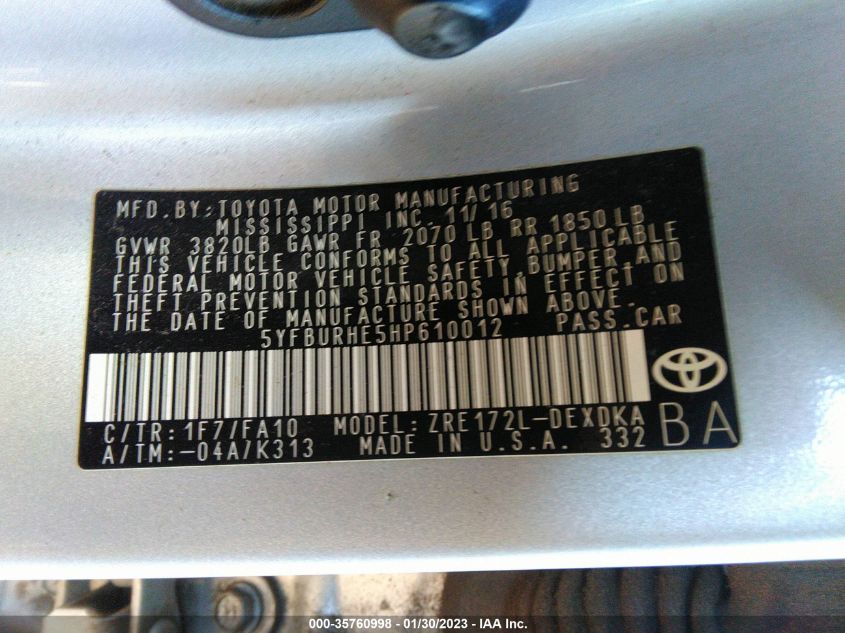 MFD.BY:TOYOTA MOTOR MANUFACTURING
MISSISSIPPI INC. 11/16
GVWR 3820LB GAWR FR 2070 LB RR 1850 LB
THIS VEHICLE CONFORMS TO ALL APPLICABLE
FEDERAL MOTOR VEHICLE SAFETY,BUMPER AND
THEFT PREVENTION STANDARDS IN EFFECT ON
THE DATE OF MANUFACTURE SHOWN ABOVE.
5YFBURHE5HP610012 PASS.CAR
C/TR:1F7/FA10 MODEL:ZRE172L-DEXDKA
A/TM:-04A/K313 MADE IN U.S.A. 332
BA
000-35760998 - 01/30/2023 - IAA Inc.